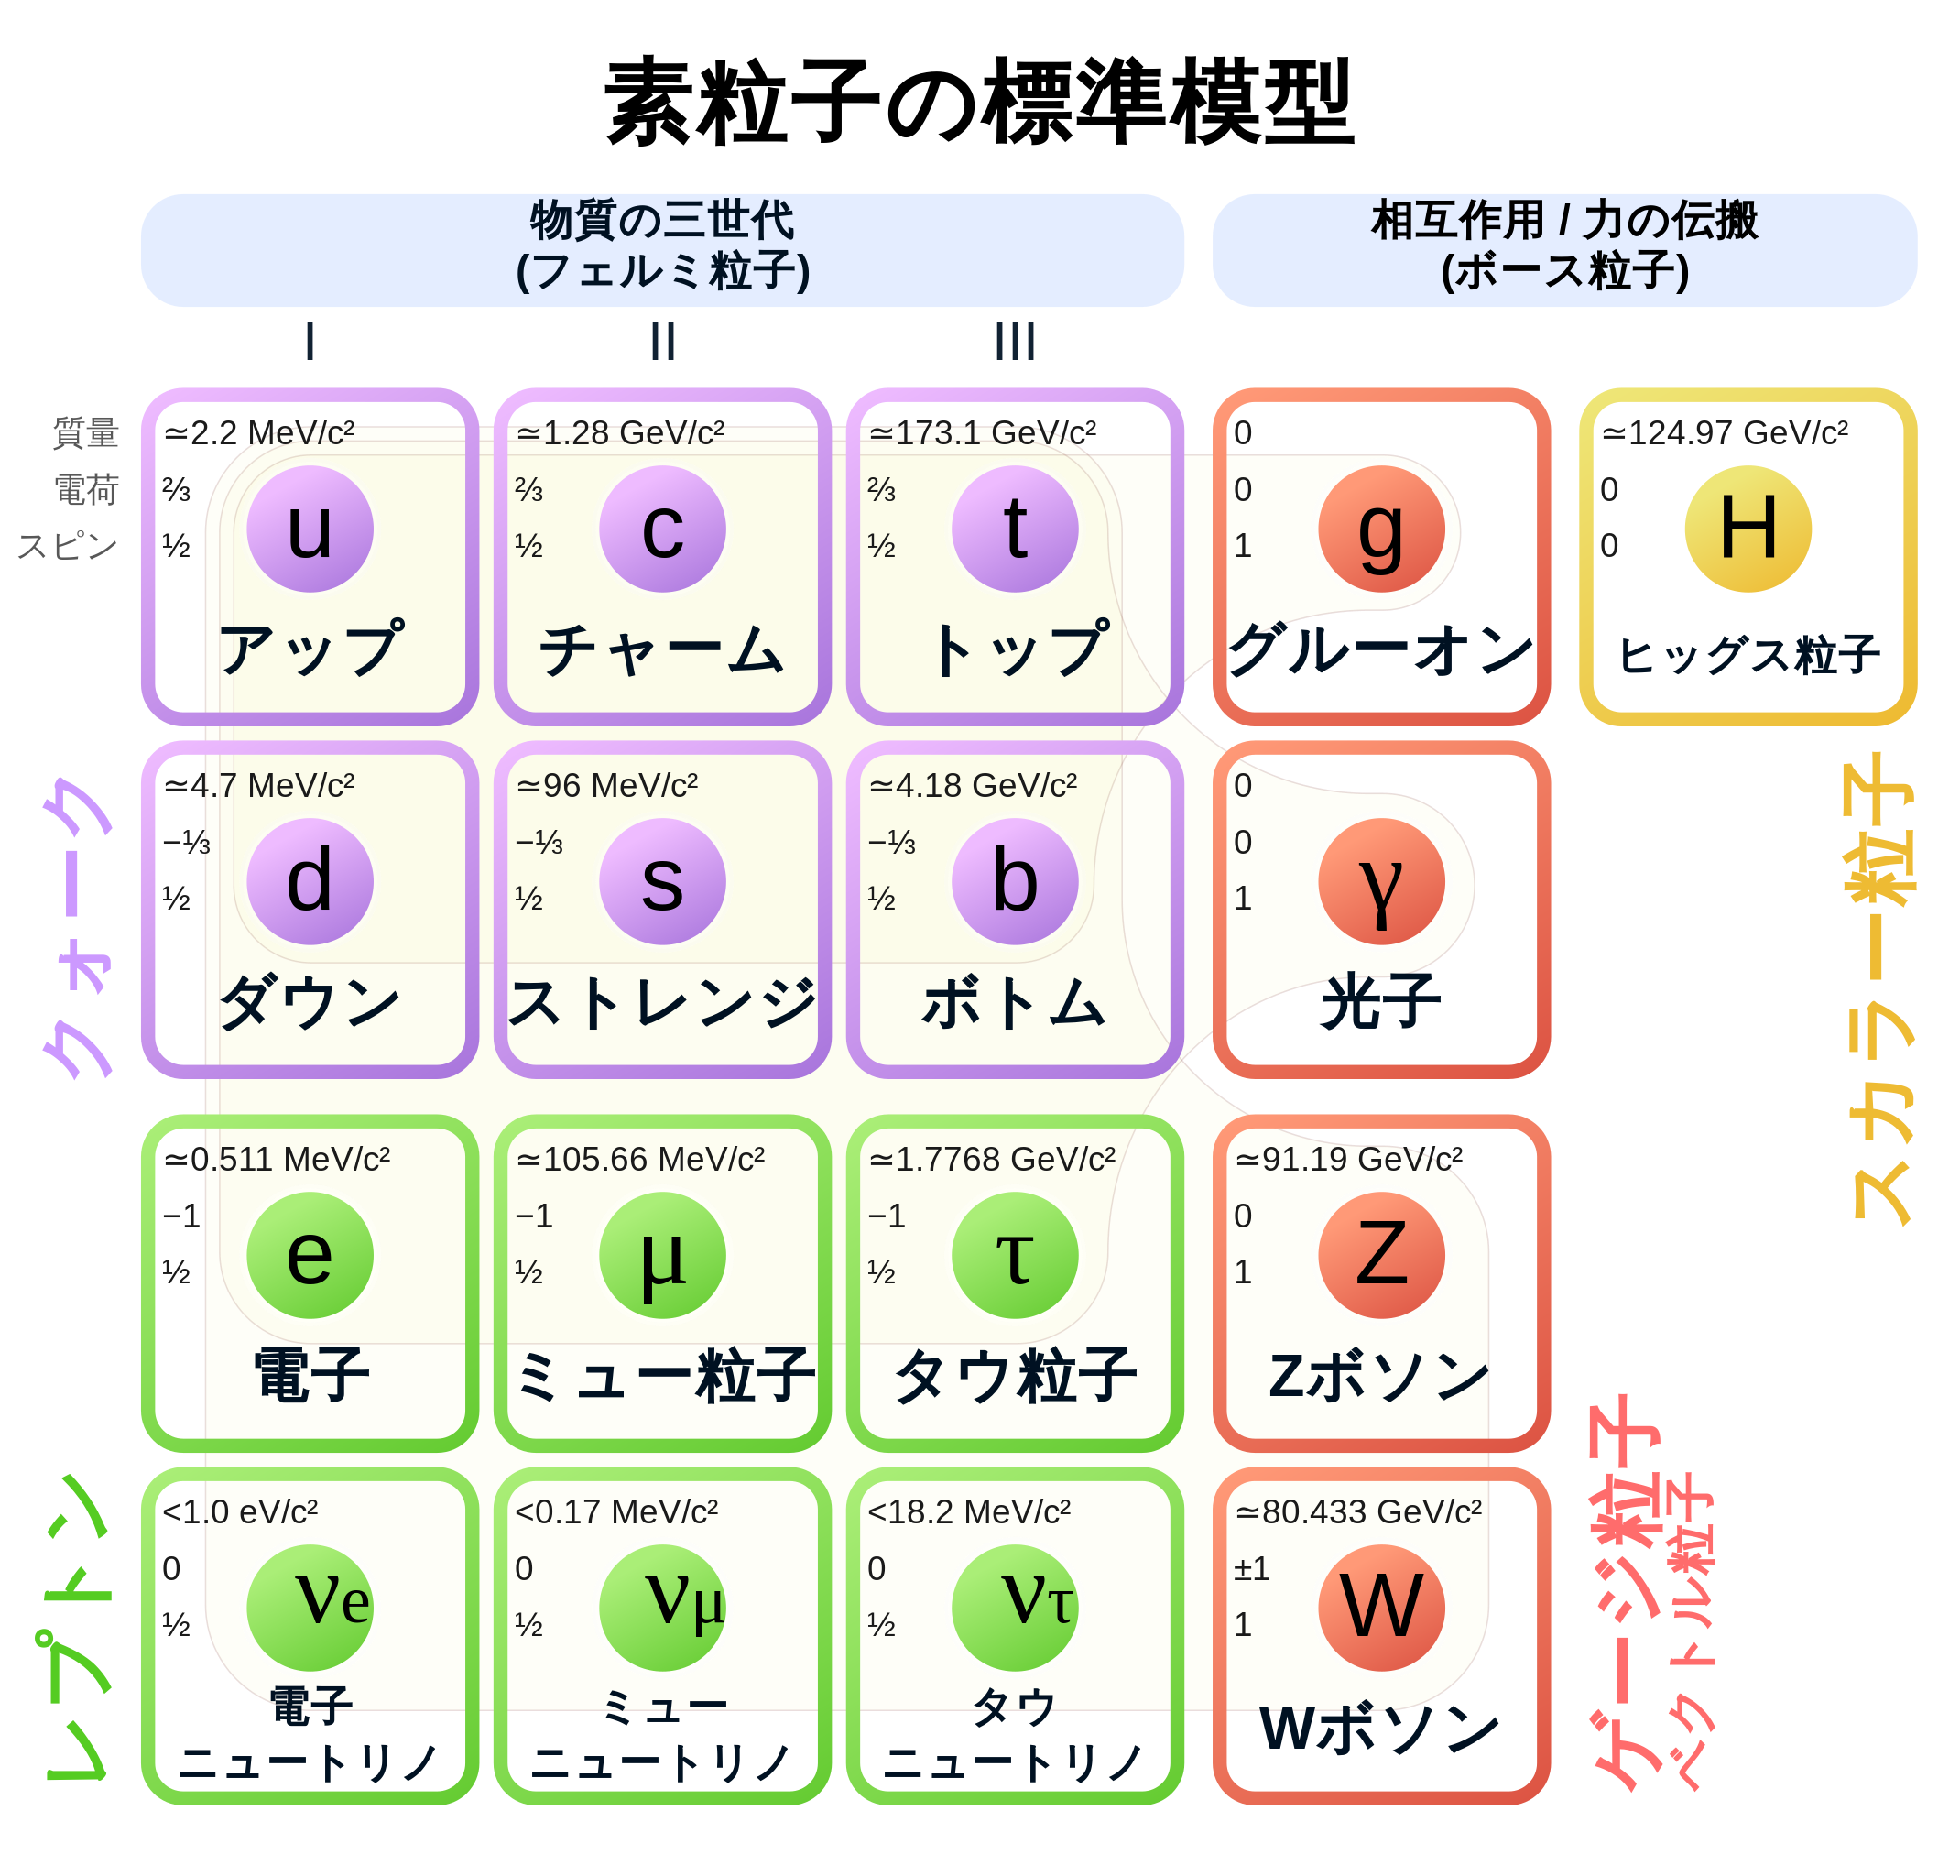 素粒子の標準模型
物質の三世代
(フェルミ粒子)
相互作用 / 力の伝搬
(ボース粒子)
I
II
III
質量
電荷
スピン
≃2.2 MeV/c²
⅔
½
u
アップ
≃1.28 GeV/c²
⅔
½
c
チャーム
≃173.1 GeV/c²
⅔
½
t
トップ
0
0
1
g
グルーオン
≃124.97 GeV/c²
0
0
H
ヒッグス粒子
クォーク
≃4.7 MeV/c²
−⅓
½
d
ダウン
≃96 MeV/c²
−⅓
½
s
ストレンジ
≃4.18 GeV/c²
−⅓
½
b
ボトム
0
0
1
γ
光子
スカラー粒子
≃0.511 MeV/c²
−1
½
e
電子
≃105.66 MeV/c²
−1
½
μ
ミュー粒子
≃1.7768 GeV/c²
−1
½
τ
タウ粒子
≃91.19 GeV/c²
0
1
Z
Zボソン
レプトン
<1.0 eV/c²
0
½
νe
電子
ニュートリノ
<0.17 MeV/c²
0
½
νμ
ミュー
ニュートリノ
<18.2 MeV/c²
0
½
ντ
タウ
ニュートリノ
≃80.433 GeV/c²
±1
1
W
Wボソン
ゲージ粒子
ベクトル粒子